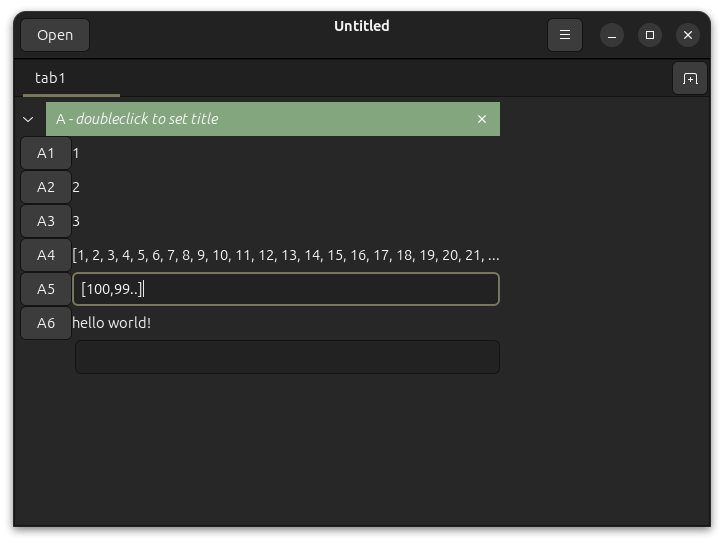 Open
Untitled
tab1
A - doubleclick to set title
A1 1
A2 2
A3 3
A4 [1, 2, 3, 4, 5, 6, 7, 8, 9, 10, 11, 12, 13, 14, 15, 16, 17, 18, 19, 20, 21, ...
A5 [100,99..]
A6 hello world!